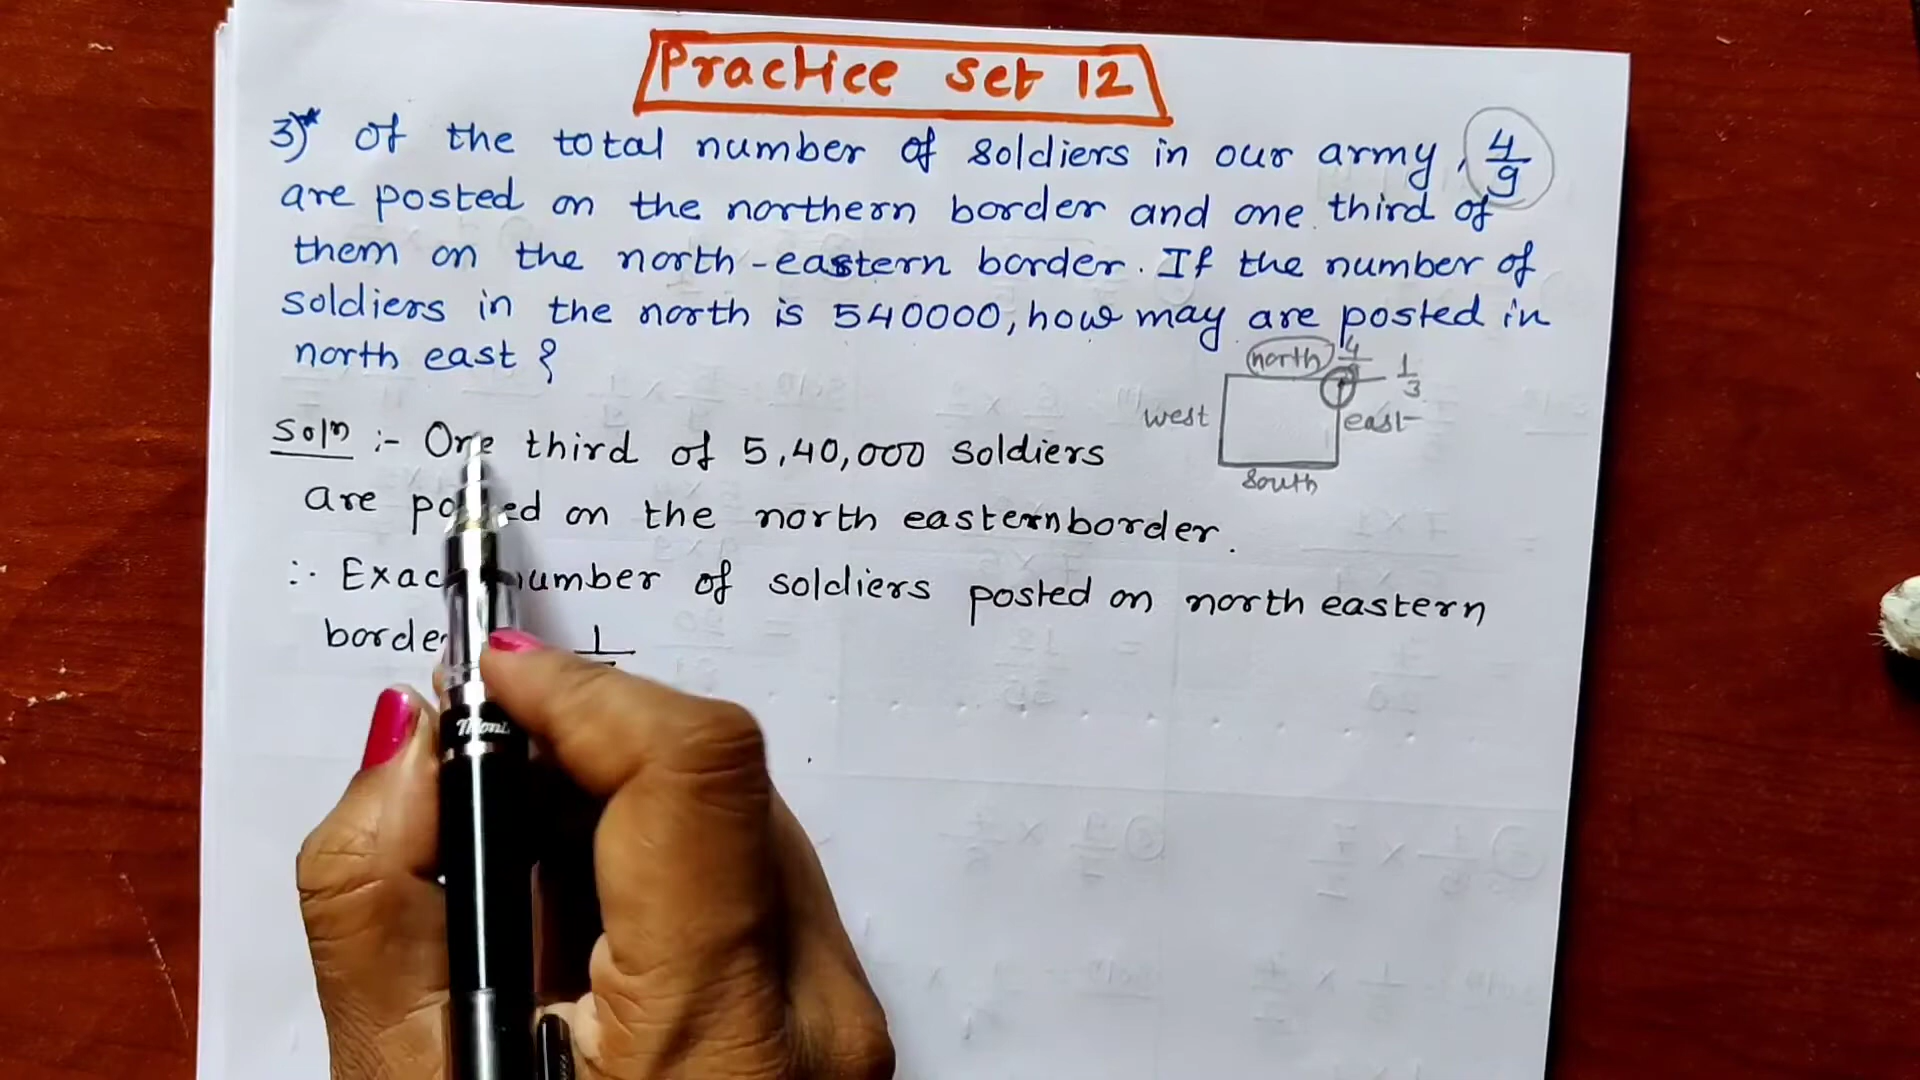 Practice Set 12
3)* Of the total number of soldiers in our army, 4/9
are posted on the northern border and one third of
them on the north-eastern border. If the number of
soldiers in the north is 540000, how may are posted in
north east ?
north 4
1/3
west
east
south
Soln :- One third of 5,40,000 soldiers
are posted on the north eastern border.
∴ Exact number of soldiers posted on north eastern
border 1